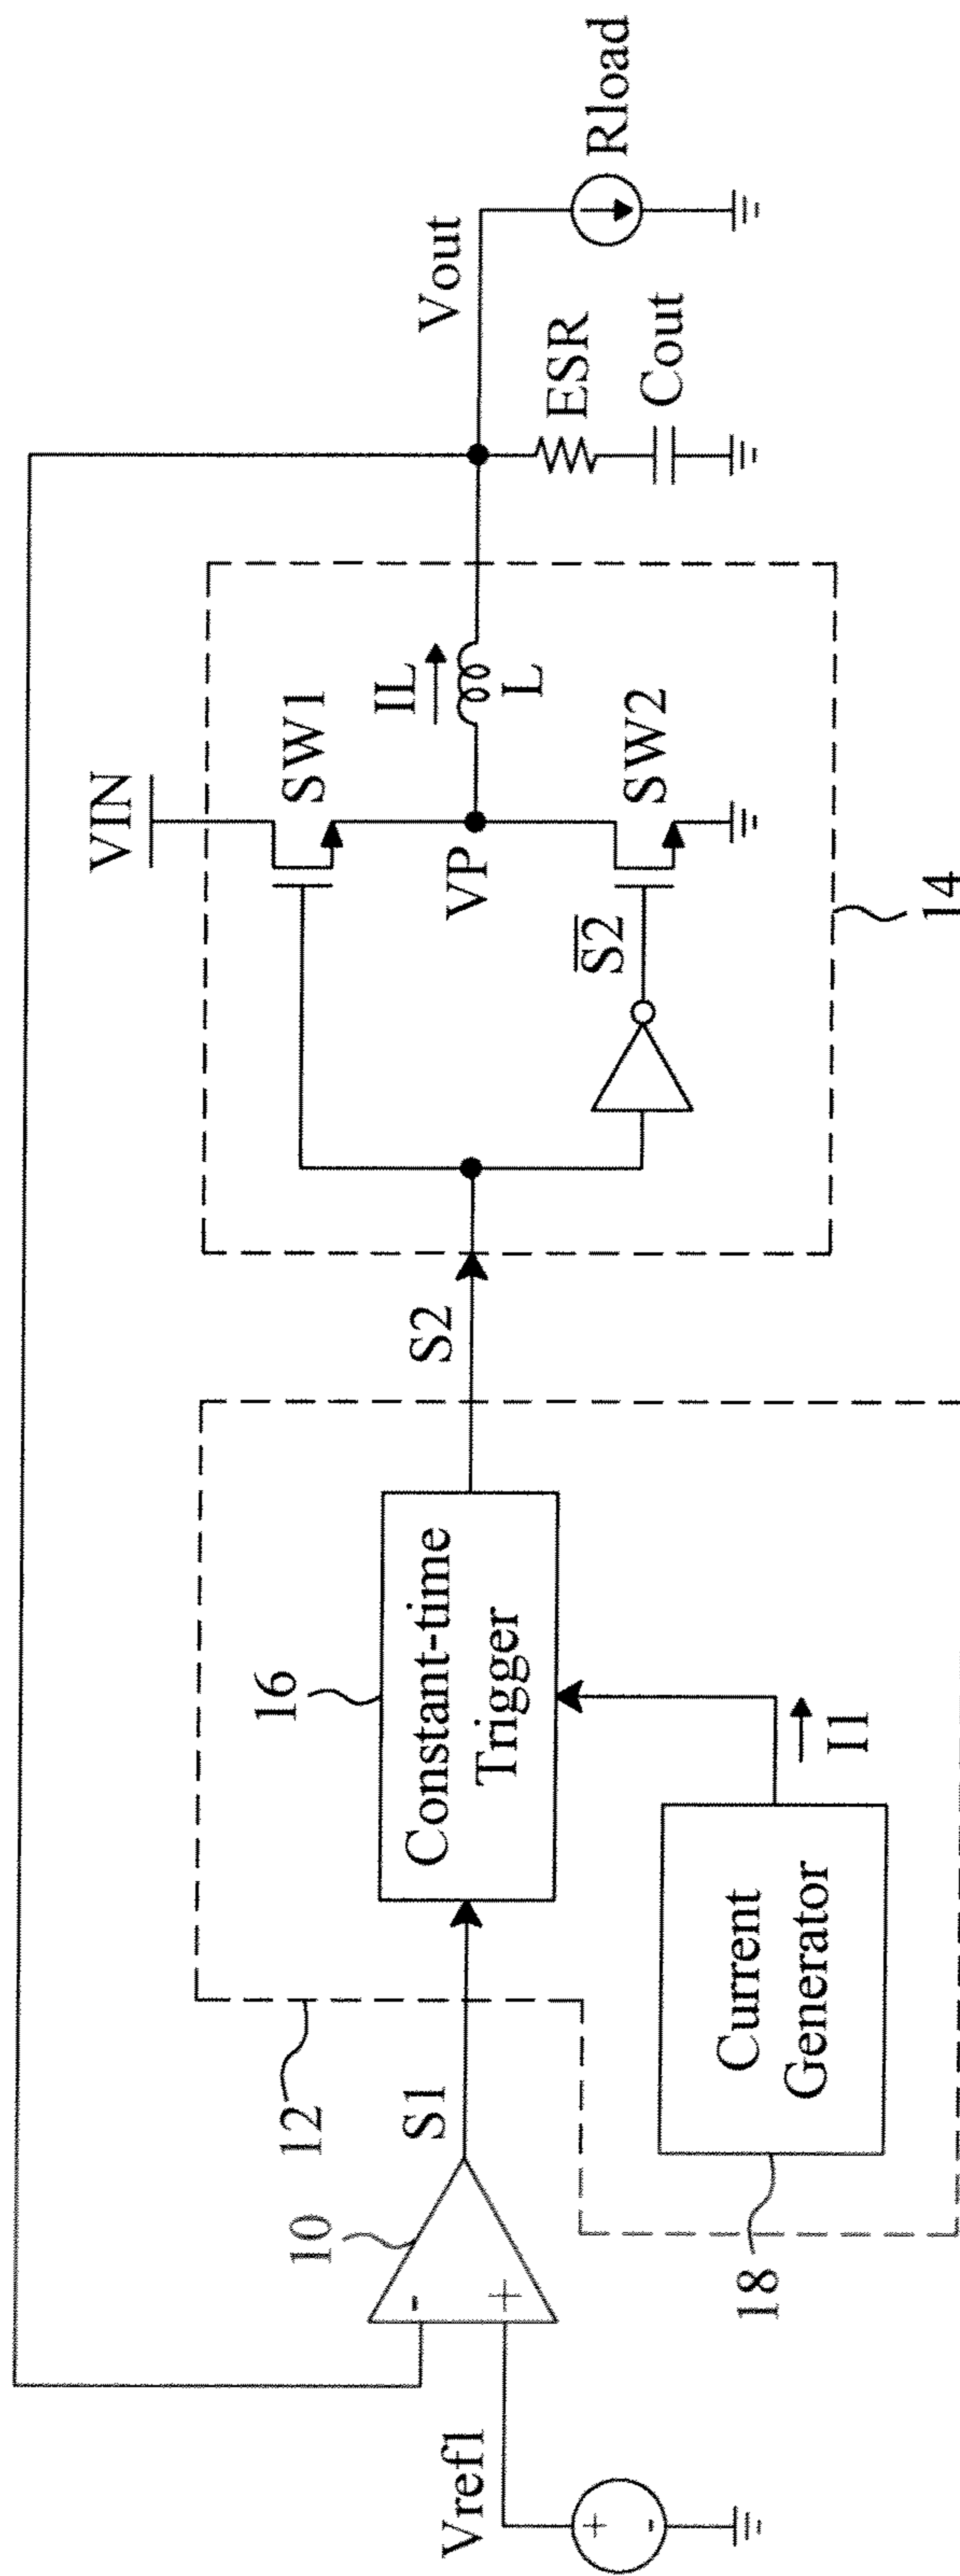 Vref1
+
-
-
+
10
S1
12
16
Constant-time
Trigger
18
Current
Generator
I1
S2
S2
VIN
SW1
VP
IL
L
SW2
14
Vout
ESR
Cout
Rload